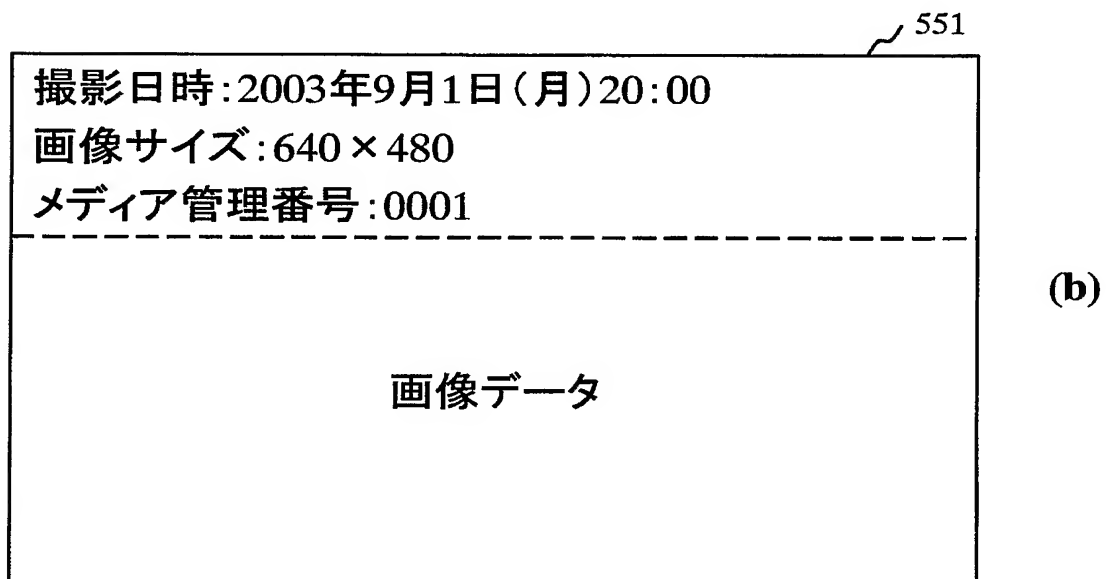 551
撮影日時:2003年9月1日(月)20:00
画像サイズ:640×480
メディア管理番号:0001
(b)
画像データ